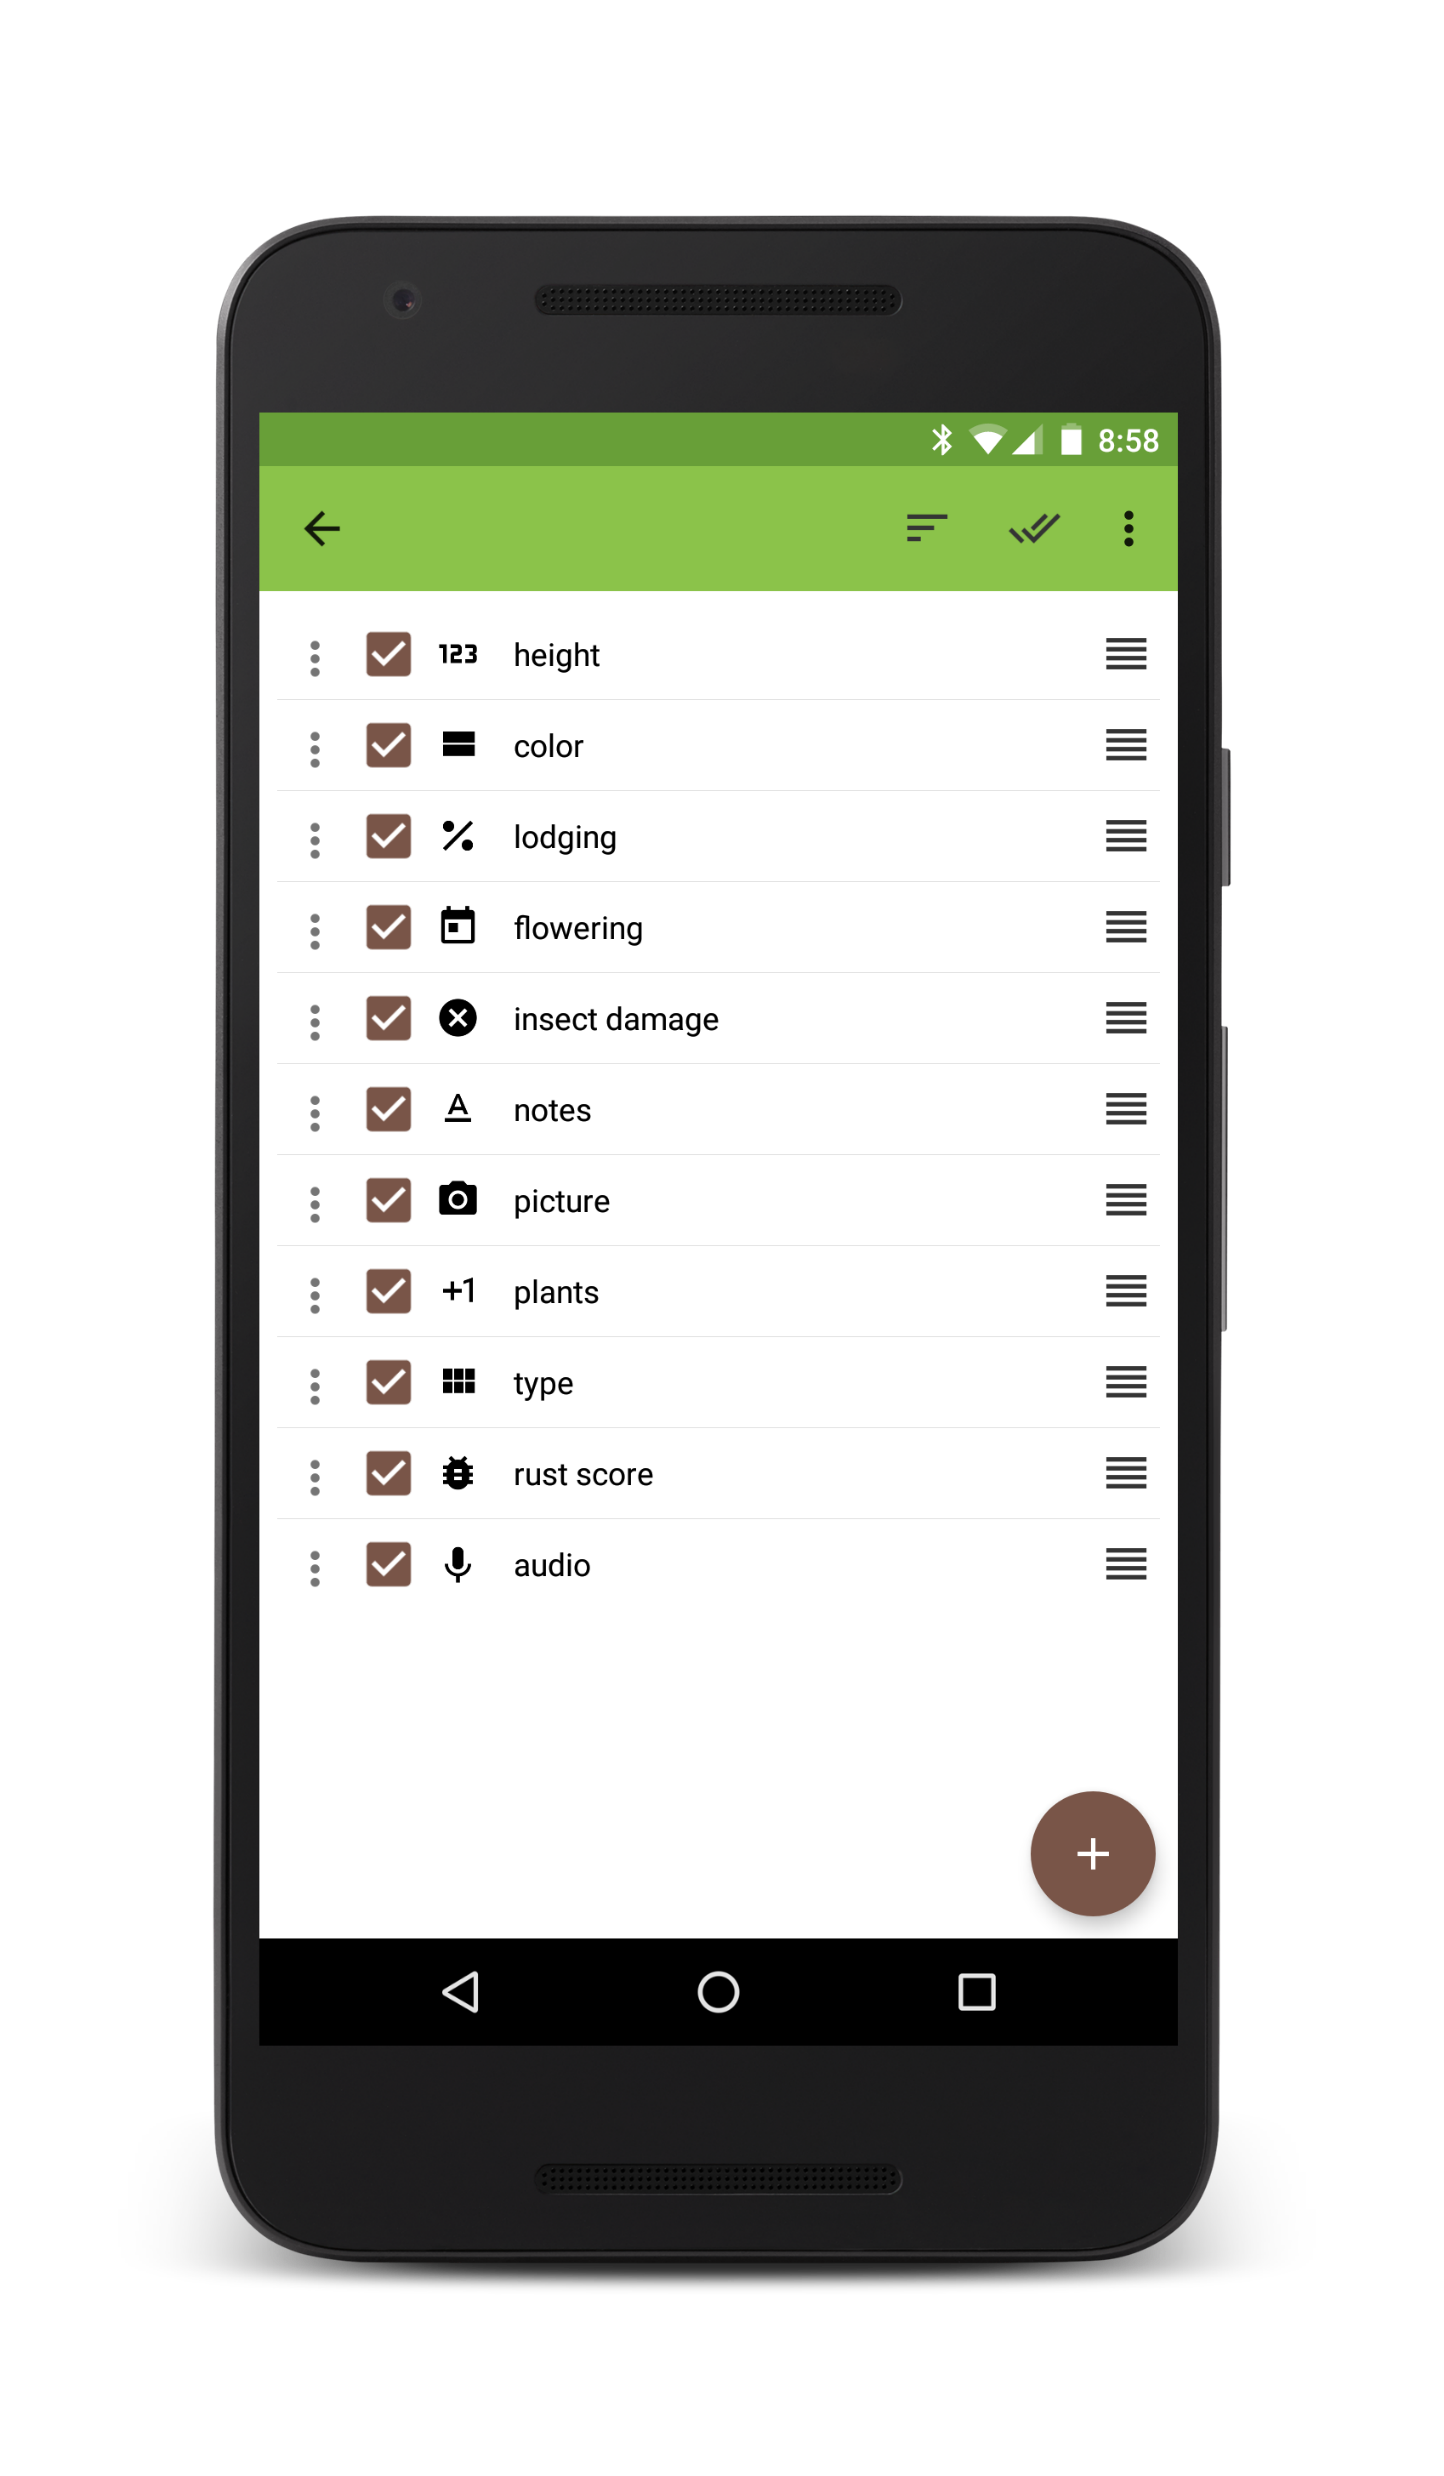 8:58
123 height
color
lodging
flowering
insect damage
A notes
picture
+1 plants
type
rust score
audio